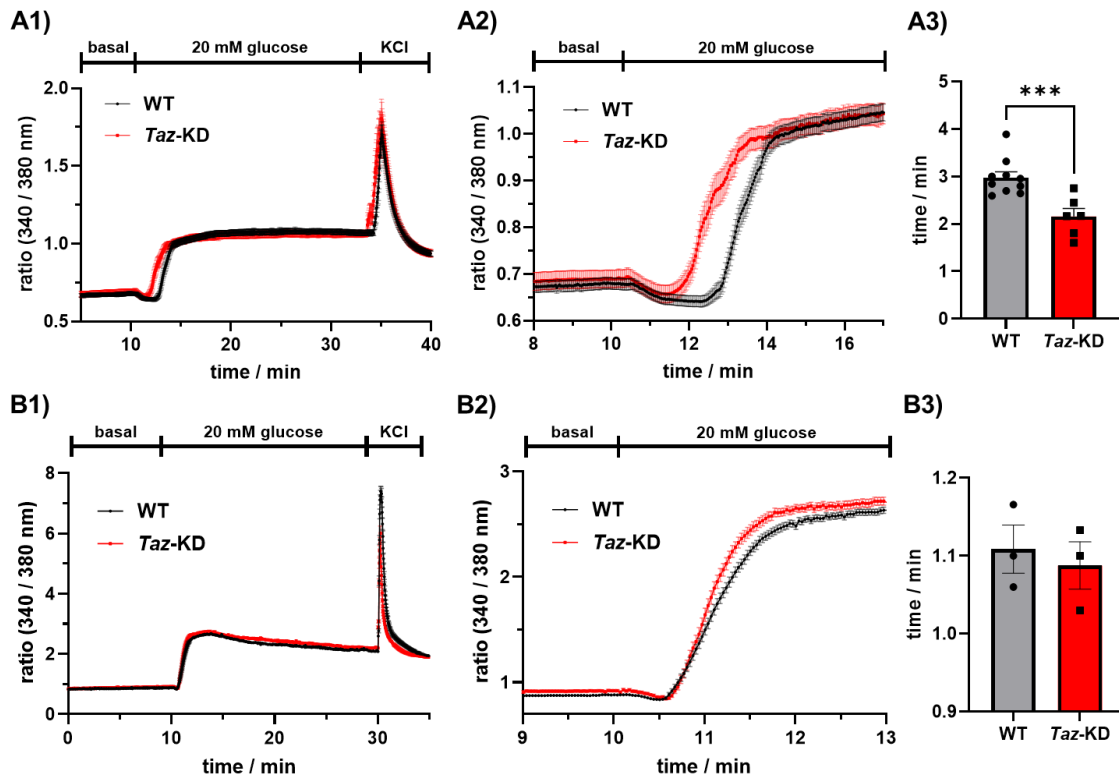 A1)
basal 20 mM glucose KCl
ratio (340 / 380 nm)
2.0
1.5
1.0
0.5
WT
Taz-KD
10 20 30 40
time / min
A2)
basal 20 mM glucose
ratio (340 / 380 nm)
1.1
1.0
0.9
0.8
0.7
0.6
WT
Taz-KD
8 10 12 14 16
time / min
A3)
time / min
5
4
3
2
1
0
***
WT Taz-KD
B1)
basal 20 mM glucose KCl
ratio (340 / 380 nm)
8
6
4
2
0
WT
Taz-KD
0 10 20 30
time / min
B2)
basal 20 mM glucose
ratio (340 / 380 nm)
3
2
1
WT
Taz-KD
9 10 11 12 13
time / min
B3)
time / min
1.2
1.1
1.0
0.9
WT Taz-KD